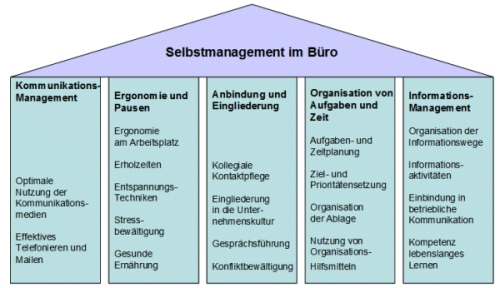 Selbstmanagement im Büro
Kommunikations-
Management
Optimale
Nutzung der
Kommunikations-
medien
Effektives
Telefonieren und
Mailen
Ergonomie und
Pausen
Ergonomie
am Arbeitsplatz
Erholzeiten
Entspannungs-
Techniken
Stress-
bewältigung
Gesunde
Ernährung
Anbindung und
Eingliederung
Kollegiale
Kontaktpflege
Eingliederung
in die Unter-
nehmenskultur
Gesprächsführung
Konfliktbewältigung
Organisation von
Aufgaben und
Zeit
Aufgaben- und
Zeitplanung
Ziel- und
Prioritätensetzung
Organisation
der Ablage
Nutzung von
Organisations-
Hilfsmitteln
Informations-
Management
Organisation der
Informationswege
Informations-
aktivitäten
Einbindung in
betriebliche
Kommunikation
Kompetenz
lebenslanges
Lernen